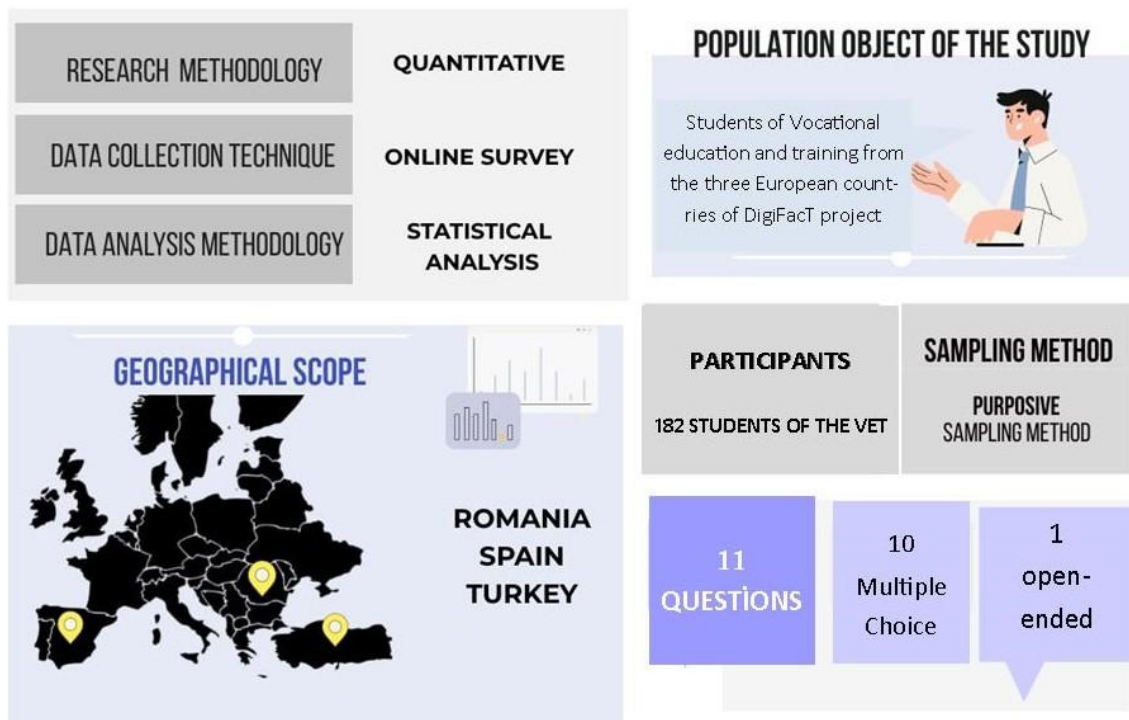 RESEARCH METHODOLOGY
QUANTITATIVE
DATA COLLECTION TECHNIQUE
ONLINE SURVEY
DATA ANALYSIS METHODOLOGY
STATISTICAL
ANALYSIS
POPULATION OBJECT OF THE STUDY
Students of Vocational
education and training from
the three European count-
ries of DigiFacT project
GEOGRAPHICAL SCOPE
ROMANIA
SPAIN
TURKEY
PARTICIPANTS
182 STUDENTS OF THE VET
SAMPLING METHOD
PURPOSIVE
SAMPLING METHOD
11
QUESTİONS
10
Multiple
Choice
1
open-
ended